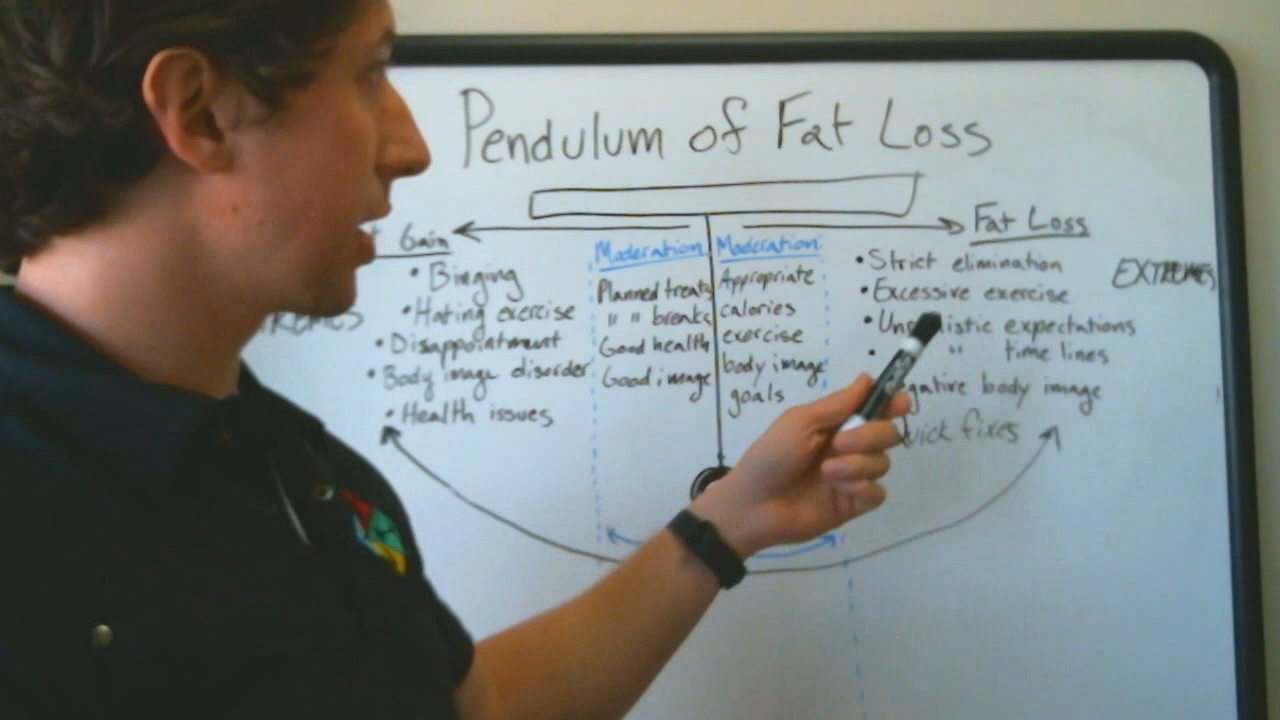 Pendulum of Fat Loss
Gain
Binging
Hating exercise
Disappointment
Body image disorder
Health issues
Moderation
Planned treats
" " breaks
Good health
Good image
Moderation
Appropriate
calories
exercise
body image
goals
Fat Loss
• Strict elimination
• Excessive exercise
• expectations
• " time lines
body image
fixes
EXTREMES